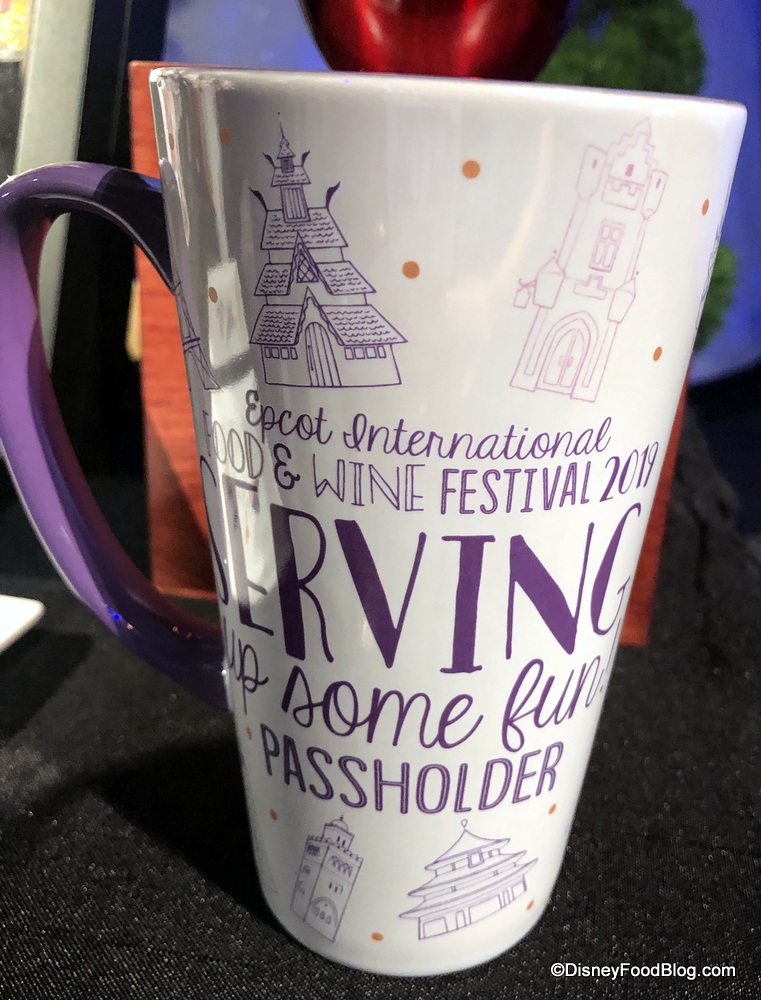 Epcot International
FOOD & WINE FESTIVAL 2019
SERVING
up some fun!
PASSHOLDER
©DisneyFoodBlog.com